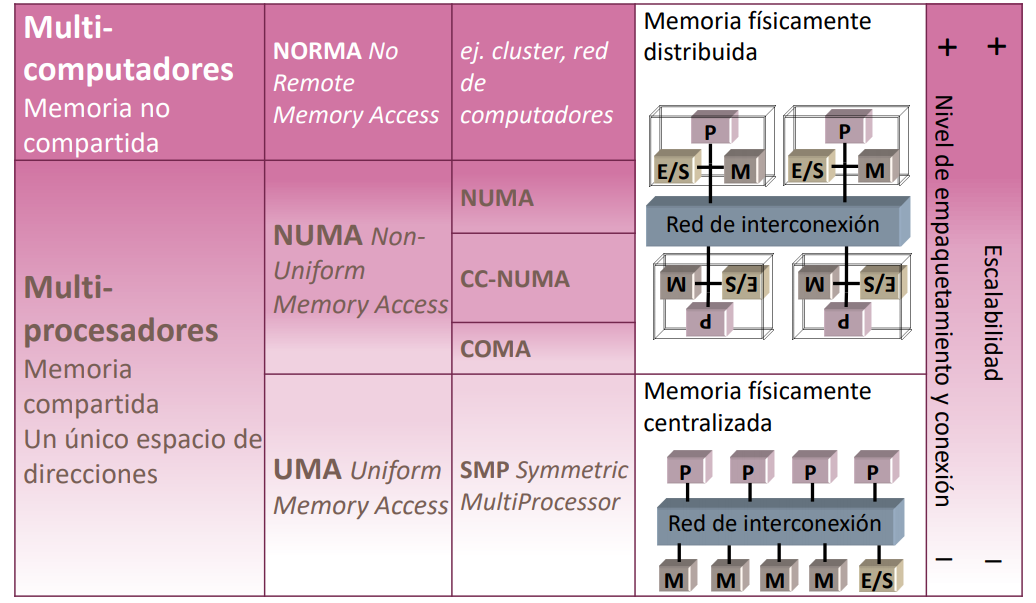 Multi-
computadores
Memoria no
compartida
NORMA No
Remote
Memory Access
ej. cluster, red
de
computadores
Memoria físicamente
distribuida
P
E/S
M
P
E/S
M
Red de interconexión
M
E/S
P
M
E/S
P
Multi-
procesadores
Memoria
compartida
Un único espacio de
direcciones
NUMA Non-
Uniform
Memory Access
NUMA
CC-NUMA
COMA
UMA Uniform
Memory Access
SMP Symmetric
MultiProcessor
Memoria físicamente
centralizada
P
P
P
P
Red de interconexión
M
M
M
M
E/S
+
Nivel de empaquetamiento y conexión
–
+
Escalabilidad
–